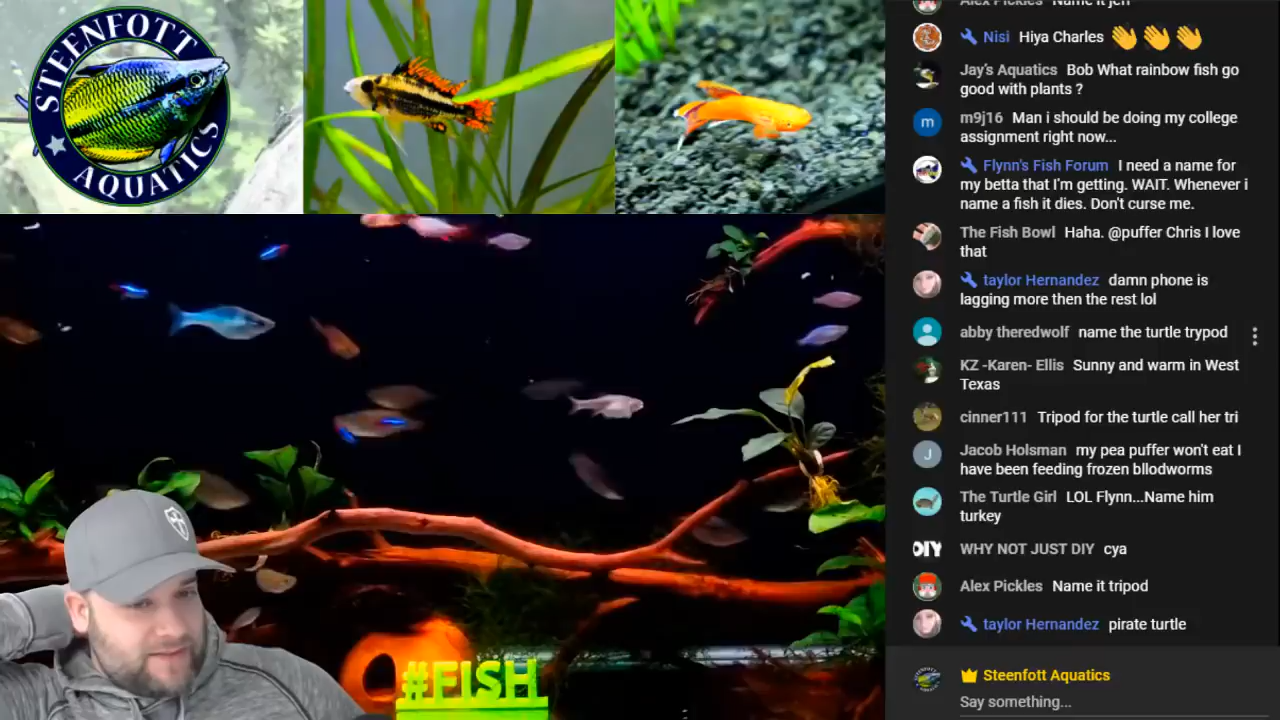 STEENFOTT
AQUATICS
#FISH
Alex Pickles Name it jeff
Nisi Hiya Charles 👋 👋 👋
Jay's Aquatics Bob What rainbow fish go
good with plants ?
m
m9j16 Man i should be doing my college
assignment right now...
Flynn's Fish Forum I need a name for
my betta that I'm getting. WAIT. Whenever i
name a fish it dies. Don't curse me.
The Fish Bowl Haha. @puffer Chris I love
that
taylor Hernandez damn phone is
lagging more then the rest lol
abby theredwolf name the turtle trypod
KZ -Karen- Ellis Sunny and warm in West
Texas
cinner111 Tripod for the turtle call her tri
J
Jacob Holsman my pea puffer won't eat I
have been feeding frozen bllodworms
The Turtle Girl LOL Flynn...Name him
turkey
DIY WHY NOT JUST DIY cya
Alex Pickles Name it tripod
taylor Hernandez pirate turtle
Steenfott Aquatics
Say something...